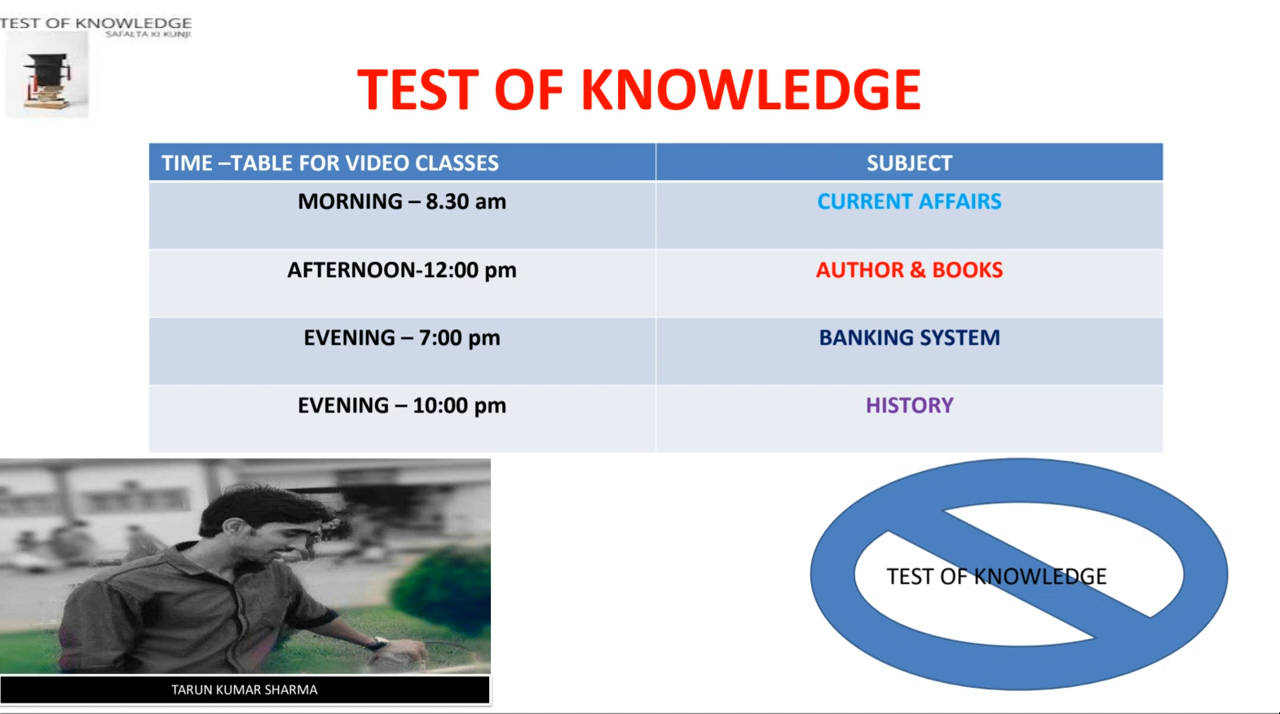 TEST OF KNOWLEDGE
SAFALTA KI KUNJI
TEST OF KNOWLEDGE
TIME –TABLE FOR VIDEO CLASSES SUBJECT
MORNING – 8.30 am CURRENT AFFAIRS
AFTERNOON-12:00 pm AUTHOR & BOOKS
EVENING – 7:00 pm BANKING SYSTEM
EVENING – 10:00 pm HISTORY
TEST OF KNOWLEDGE
TARUN KUMAR SHARMA